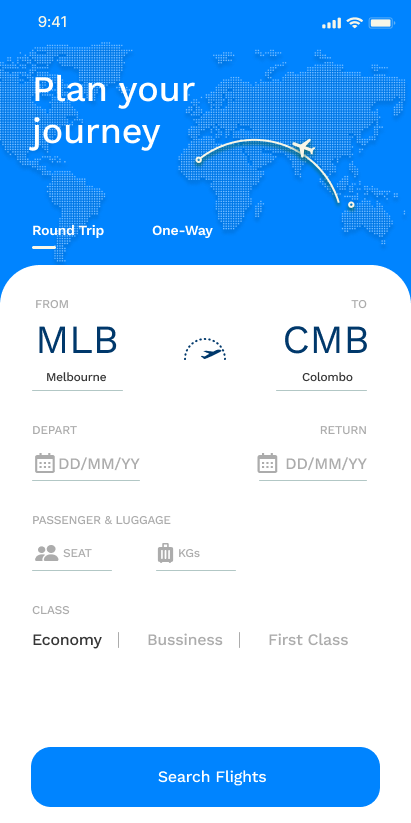 9:41
Plan your
journey
Round Trip One-Way
FROM TO
MLB CMB
Melbourne Colombo
DEPART RETURN
DD/MM/YY DD/MM/YY
PASSENGER & LUGGAGE
SEAT KGs
CLASS
Economy Bussiness First Class
Search Flights